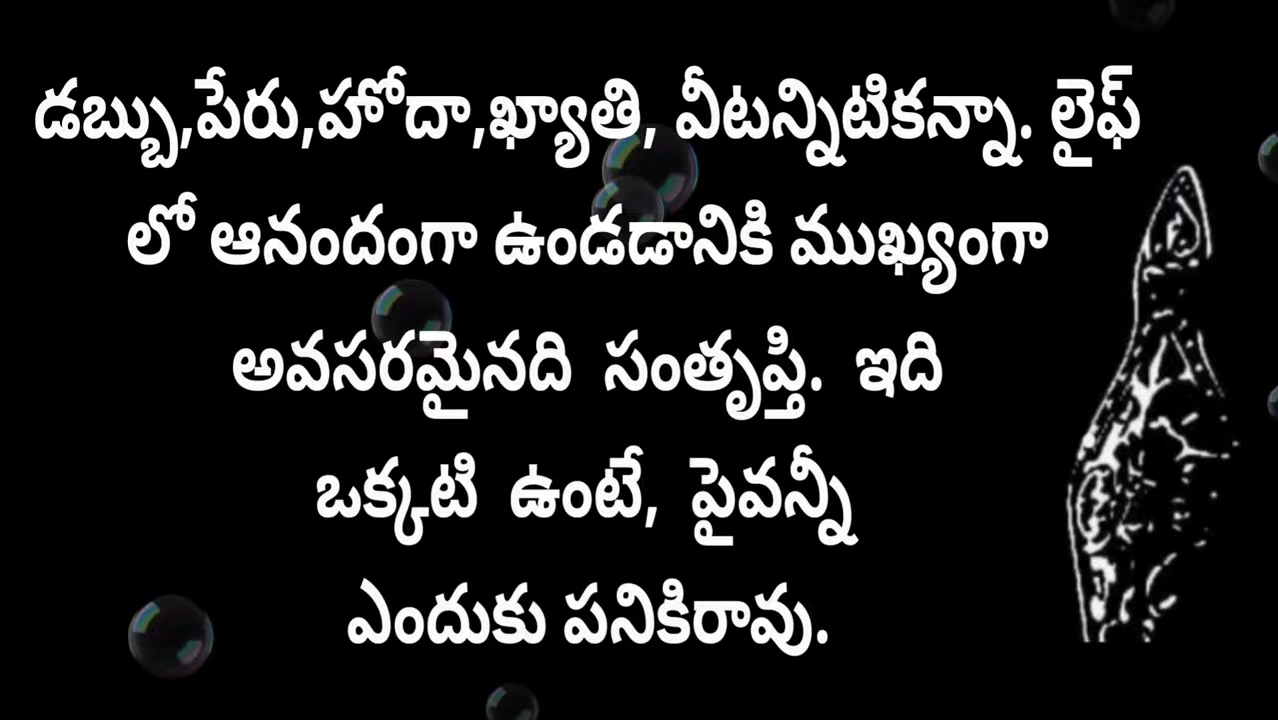 డబ్బు,పేరు,హోదా,ఖ్యాతి, వీటన్నిటికన్నా. లైఫ్
లో ఆనందంగా ఉండడానికి ముఖ్యంగా
అవసరమైనది సంతృప్తి. ఇది
ఒక్కటి ఉంటే, పైవన్నీ
ఎందుకు పనికిరావు.